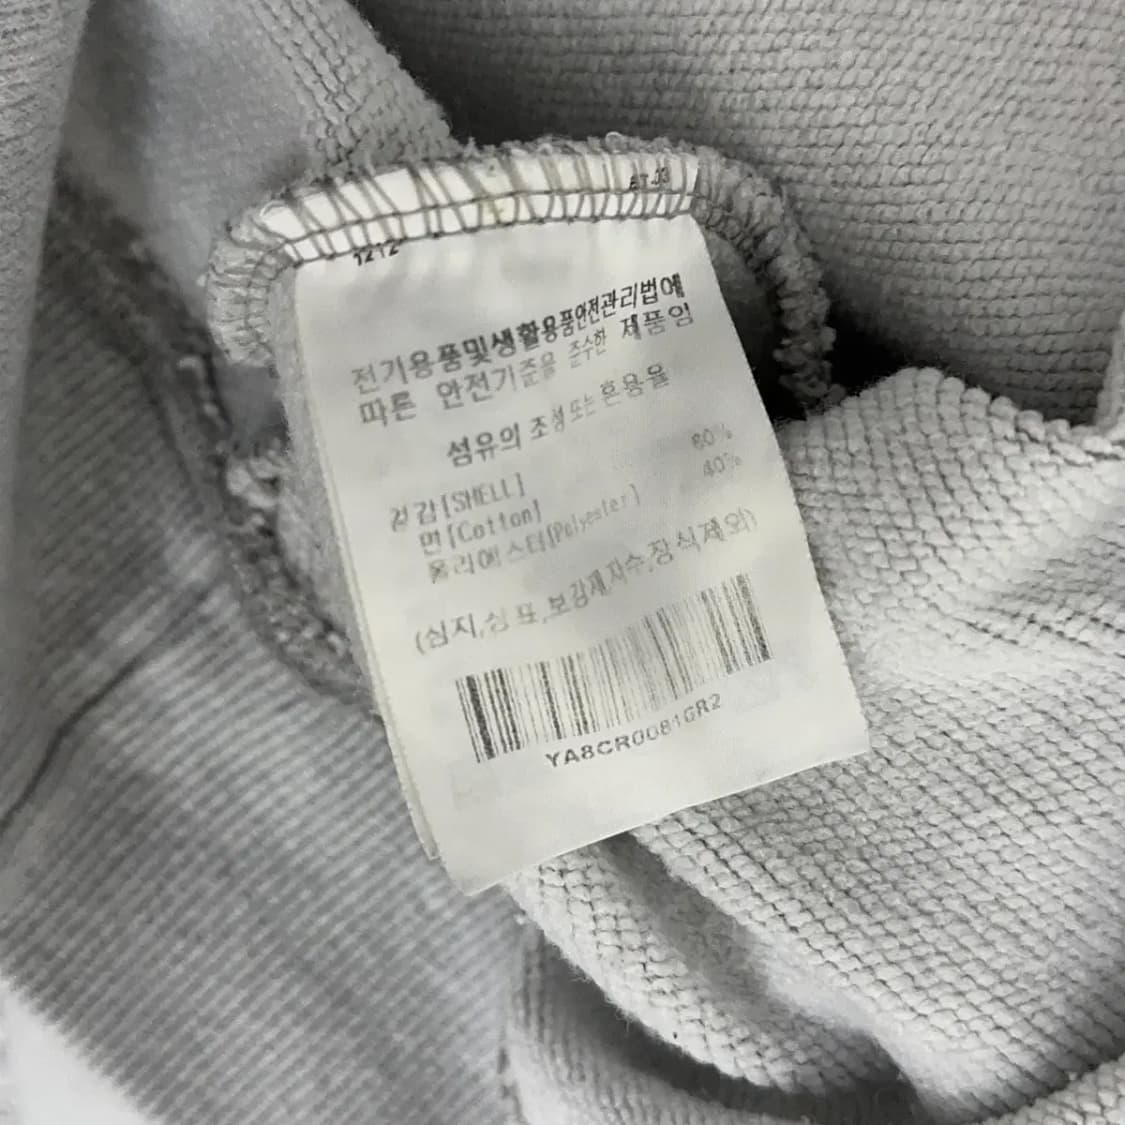 1212
전기용품및생활용품안전관리법에
따른 안전기준을 준수한 제품임
섬유의 조성또는혼용율
겉감[SHELL]
면[Cotton] 60%
폴리에스터[Polyester] 40%
(심지,상표,보강제,자수,장식제외)